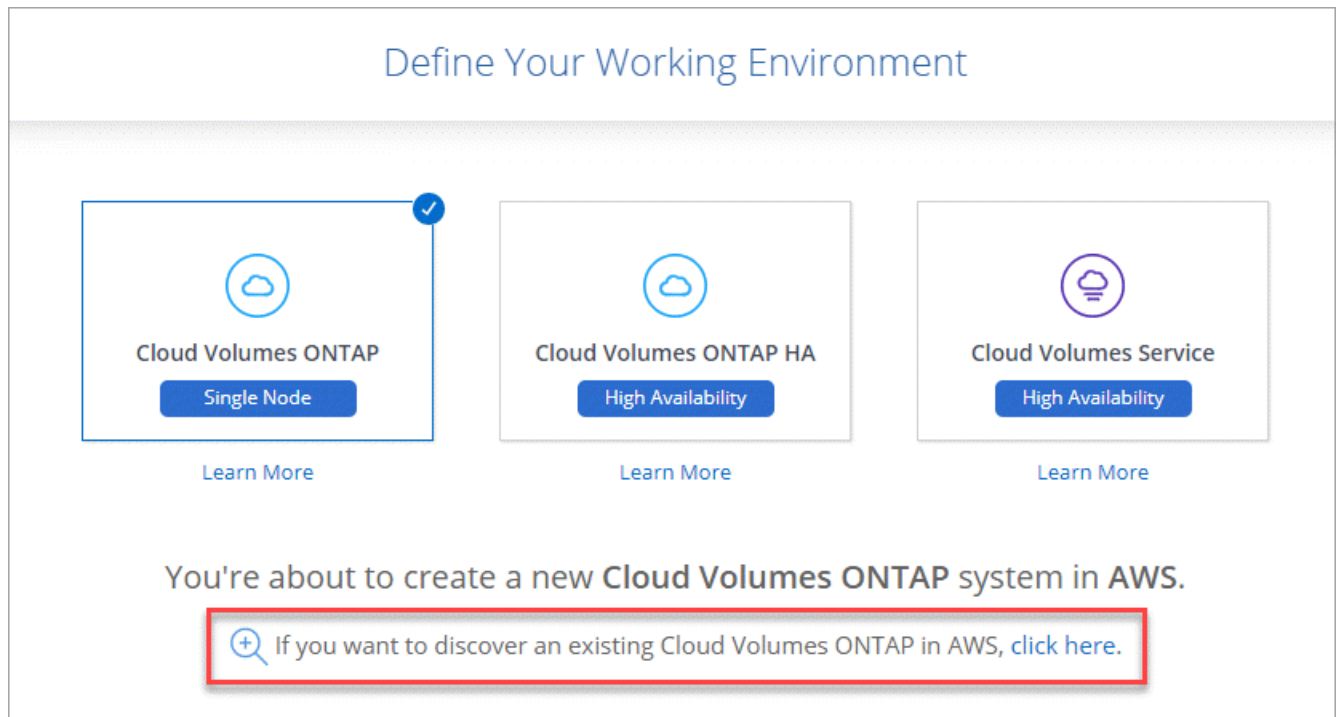 Define Your Working Environment
Cloud Volumes ONTAP
Single Node
Cloud Volumes ONTAP HA
High Availability
Cloud Volumes Service
High Availability
Learn More
Learn More
Learn More
You're about to create a new Cloud Volumes ONTAP system in AWS.
If you want to discover an existing Cloud Volumes ONTAP in AWS, click here.